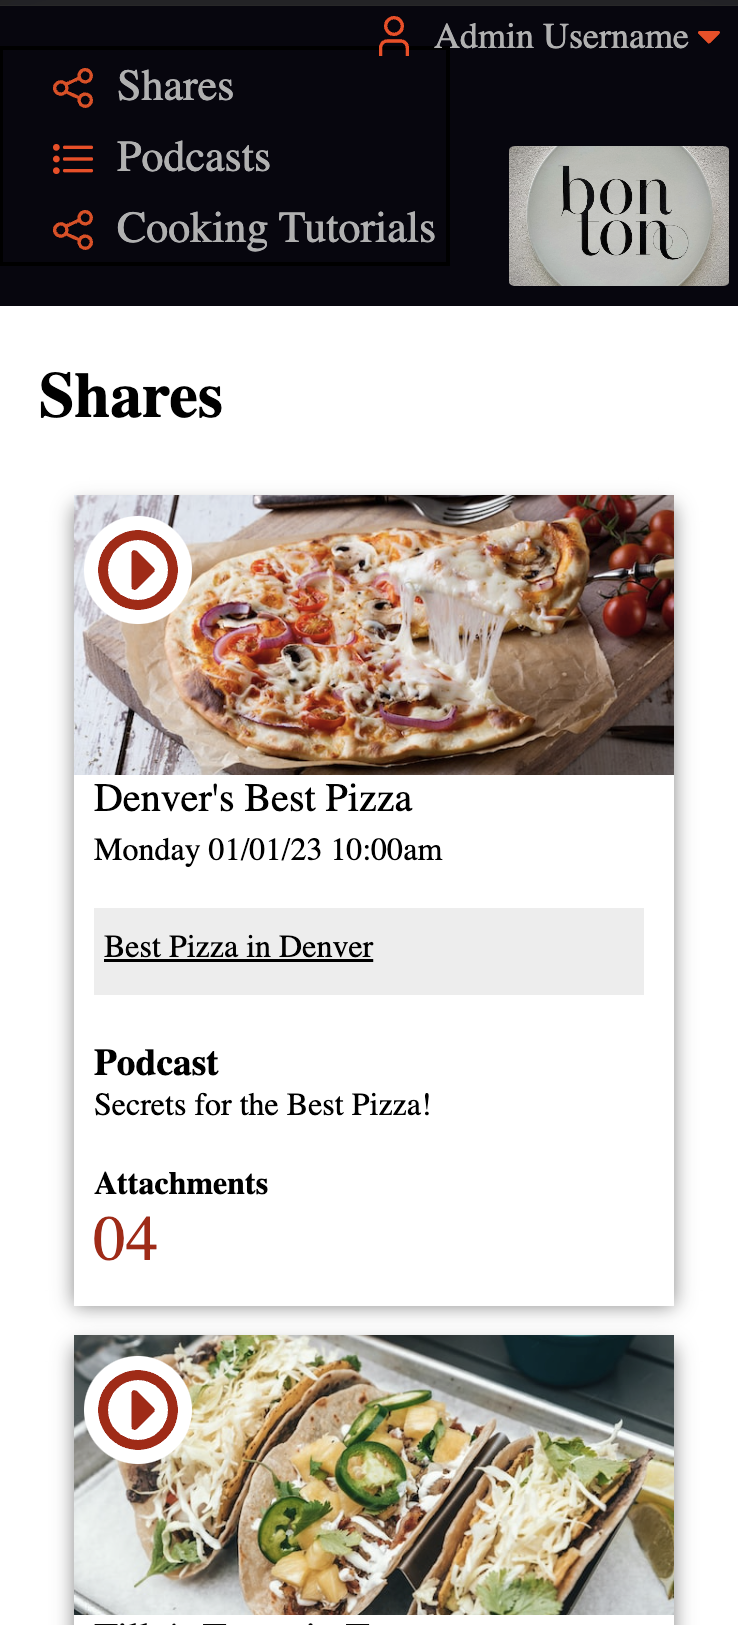 Admin Username
Shares
Podcasts
Cooking Tutorials
bon
ton
Shares
Denver's Best Pizza
Monday 01/01/23 10:00am
Best Pizza in Denver
Podcast
Secrets for the Best Pizza!
Attachments
04